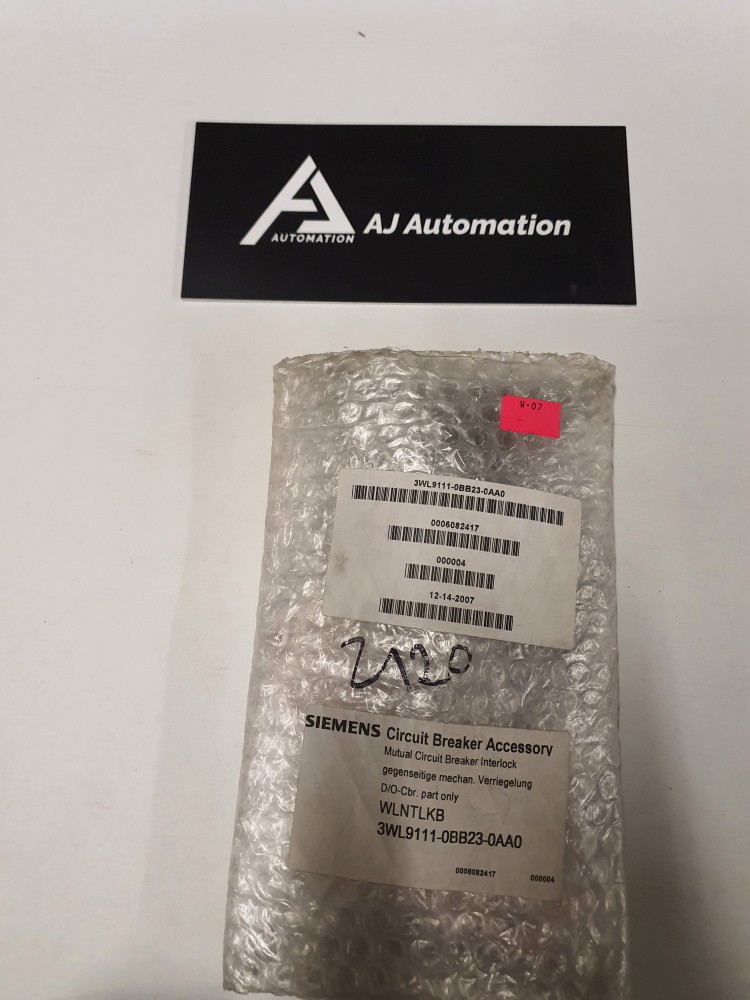 AUTOMATION
AJ Automation
W-07
3WL9111-0BB23-0AA0
0006082417
000004
12-14-2007
2120
SIEMENS Circuit Breaker Accessory
Mutual Circuit Breaker Interlock
gegenseitige mechan. Verriegelung
D/O-Cbr. part only
WLNTLKB
3WL9111-0BB23-0AA0
0006082417 000004